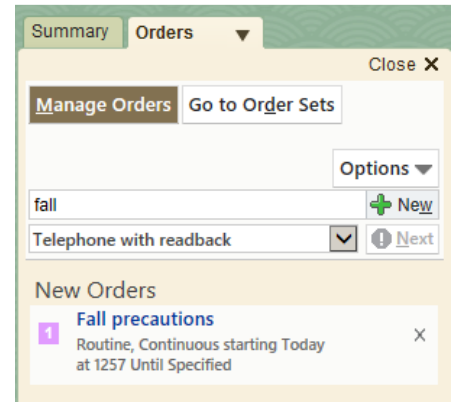 Summary Orders
Close X
Manage Orders Go to Order Sets
Options
fall New
Telephone with readback Next
New Orders
1 Fall precautions
Routine, Continuous starting Today
at 1257 Until Specified